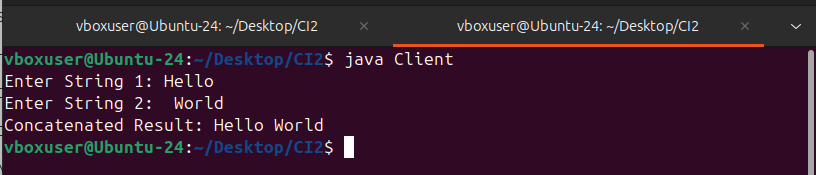 vboxuser@Ubuntu-24: ~/Desktop/CI2 × vboxuser@Ubuntu-24: ~/Desktop/CI2 ×
vboxuser@Ubuntu-24:~/Desktop/CI2$ java Client
Enter String 1: Hello
Enter String 2:  World
Concatenated Result: Hello World
vboxuser@Ubuntu-24:~/Desktop/CI2$